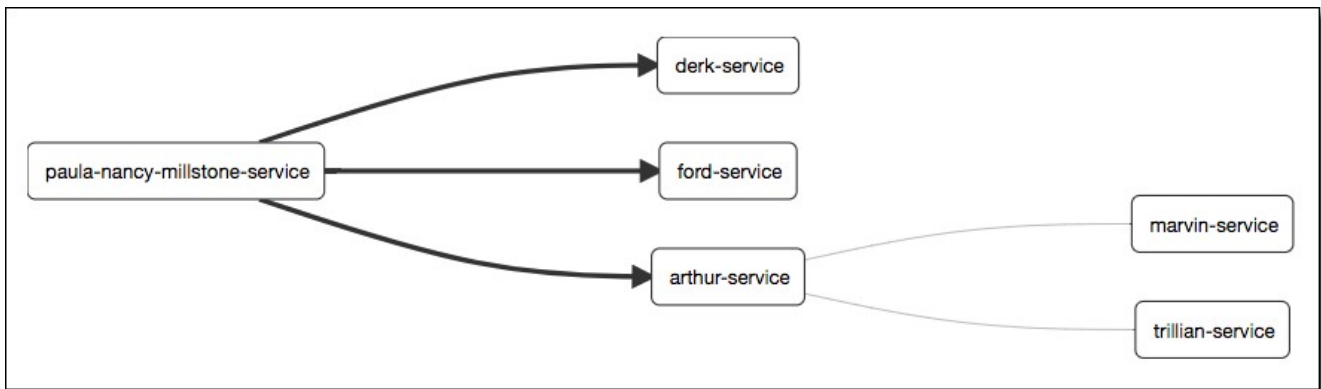 derk-service
paula-nancy-millstone-service
ford-service
marvin-service
arthur-service
trillian-service